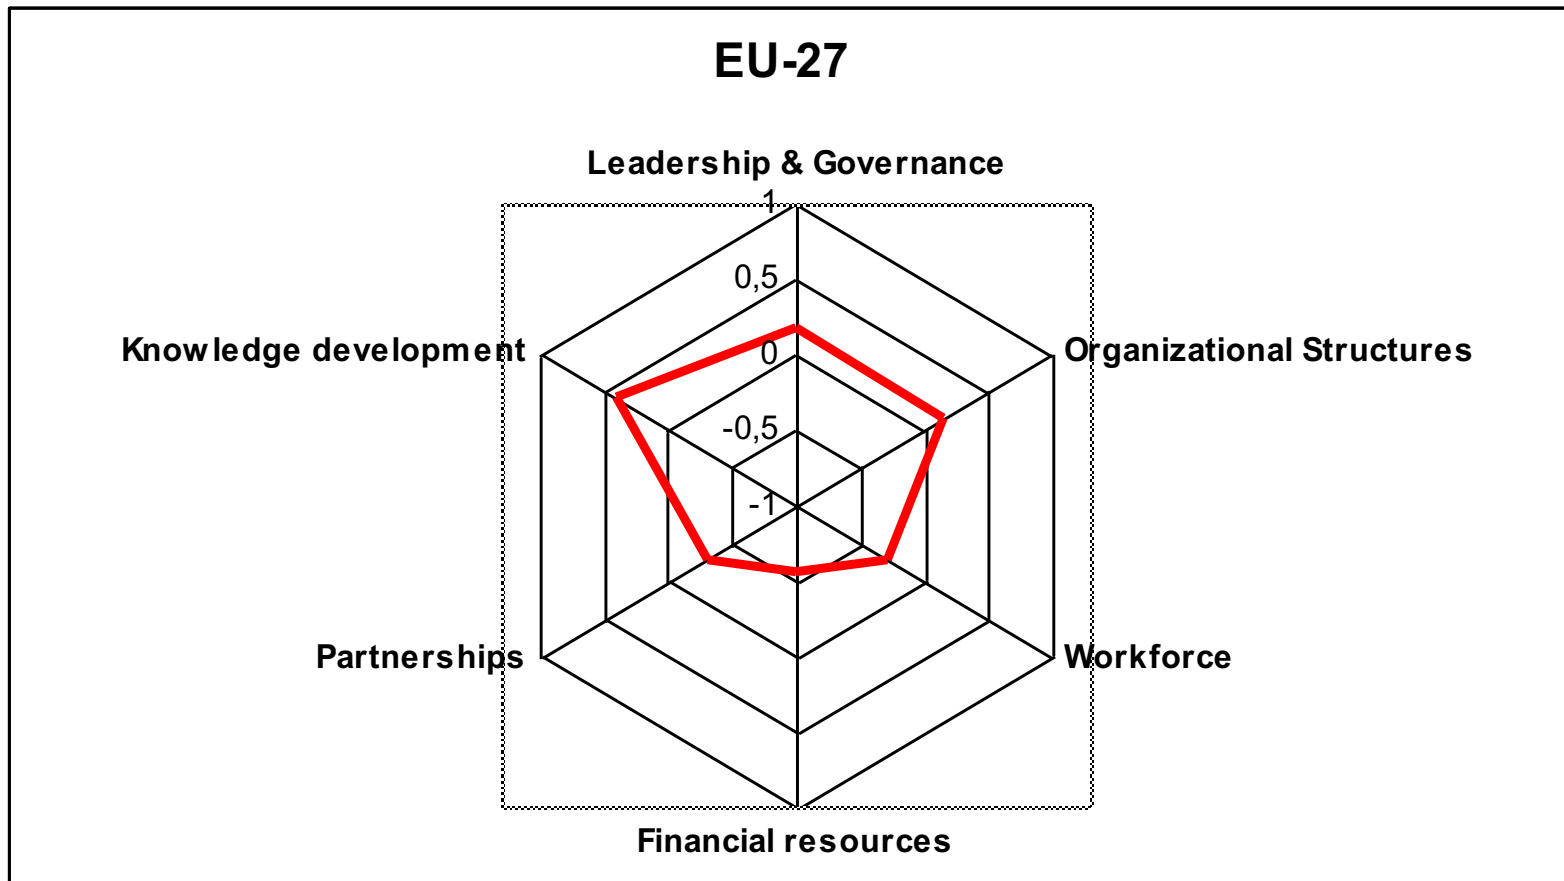 EU-27
Leadership & Governance
1
0,5
Knowledge development
0
Organizational Structures
-0,5
-1
Partnerships
Workforce
Financial resources